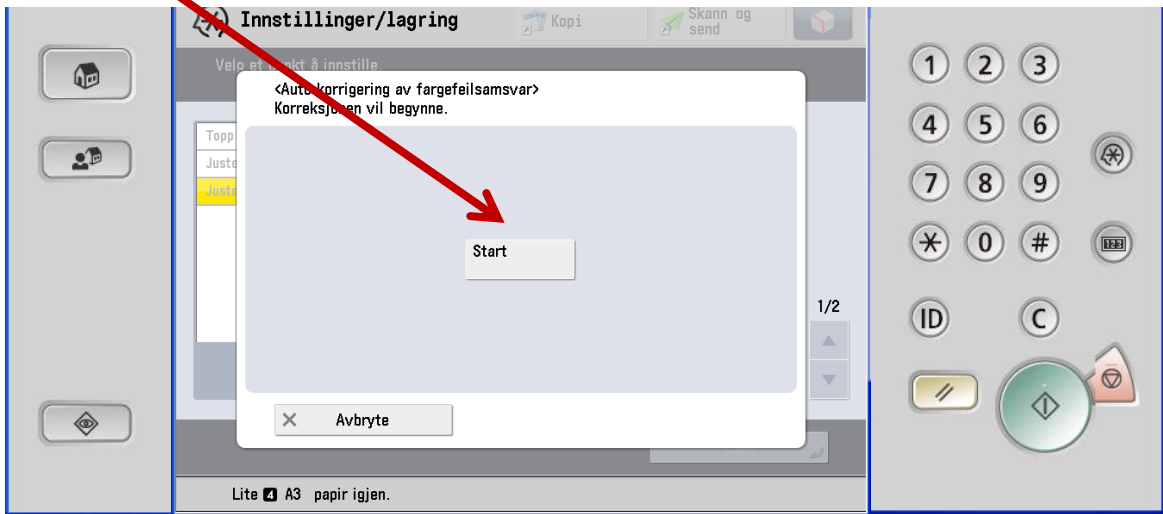 Innstillinger/lagring
Kopi
Skann og
send
Velg et punkt å innstille.
<Auto korrigering av fargefeilsamsvar>
Korreksjonen vil begynne.
Topp
Juste
Juste
Start
1/2
Avbryte
Lite 4 A3 papir igjen.
1 2 3
4 5 6
7 8 9
0 #
123
ID C